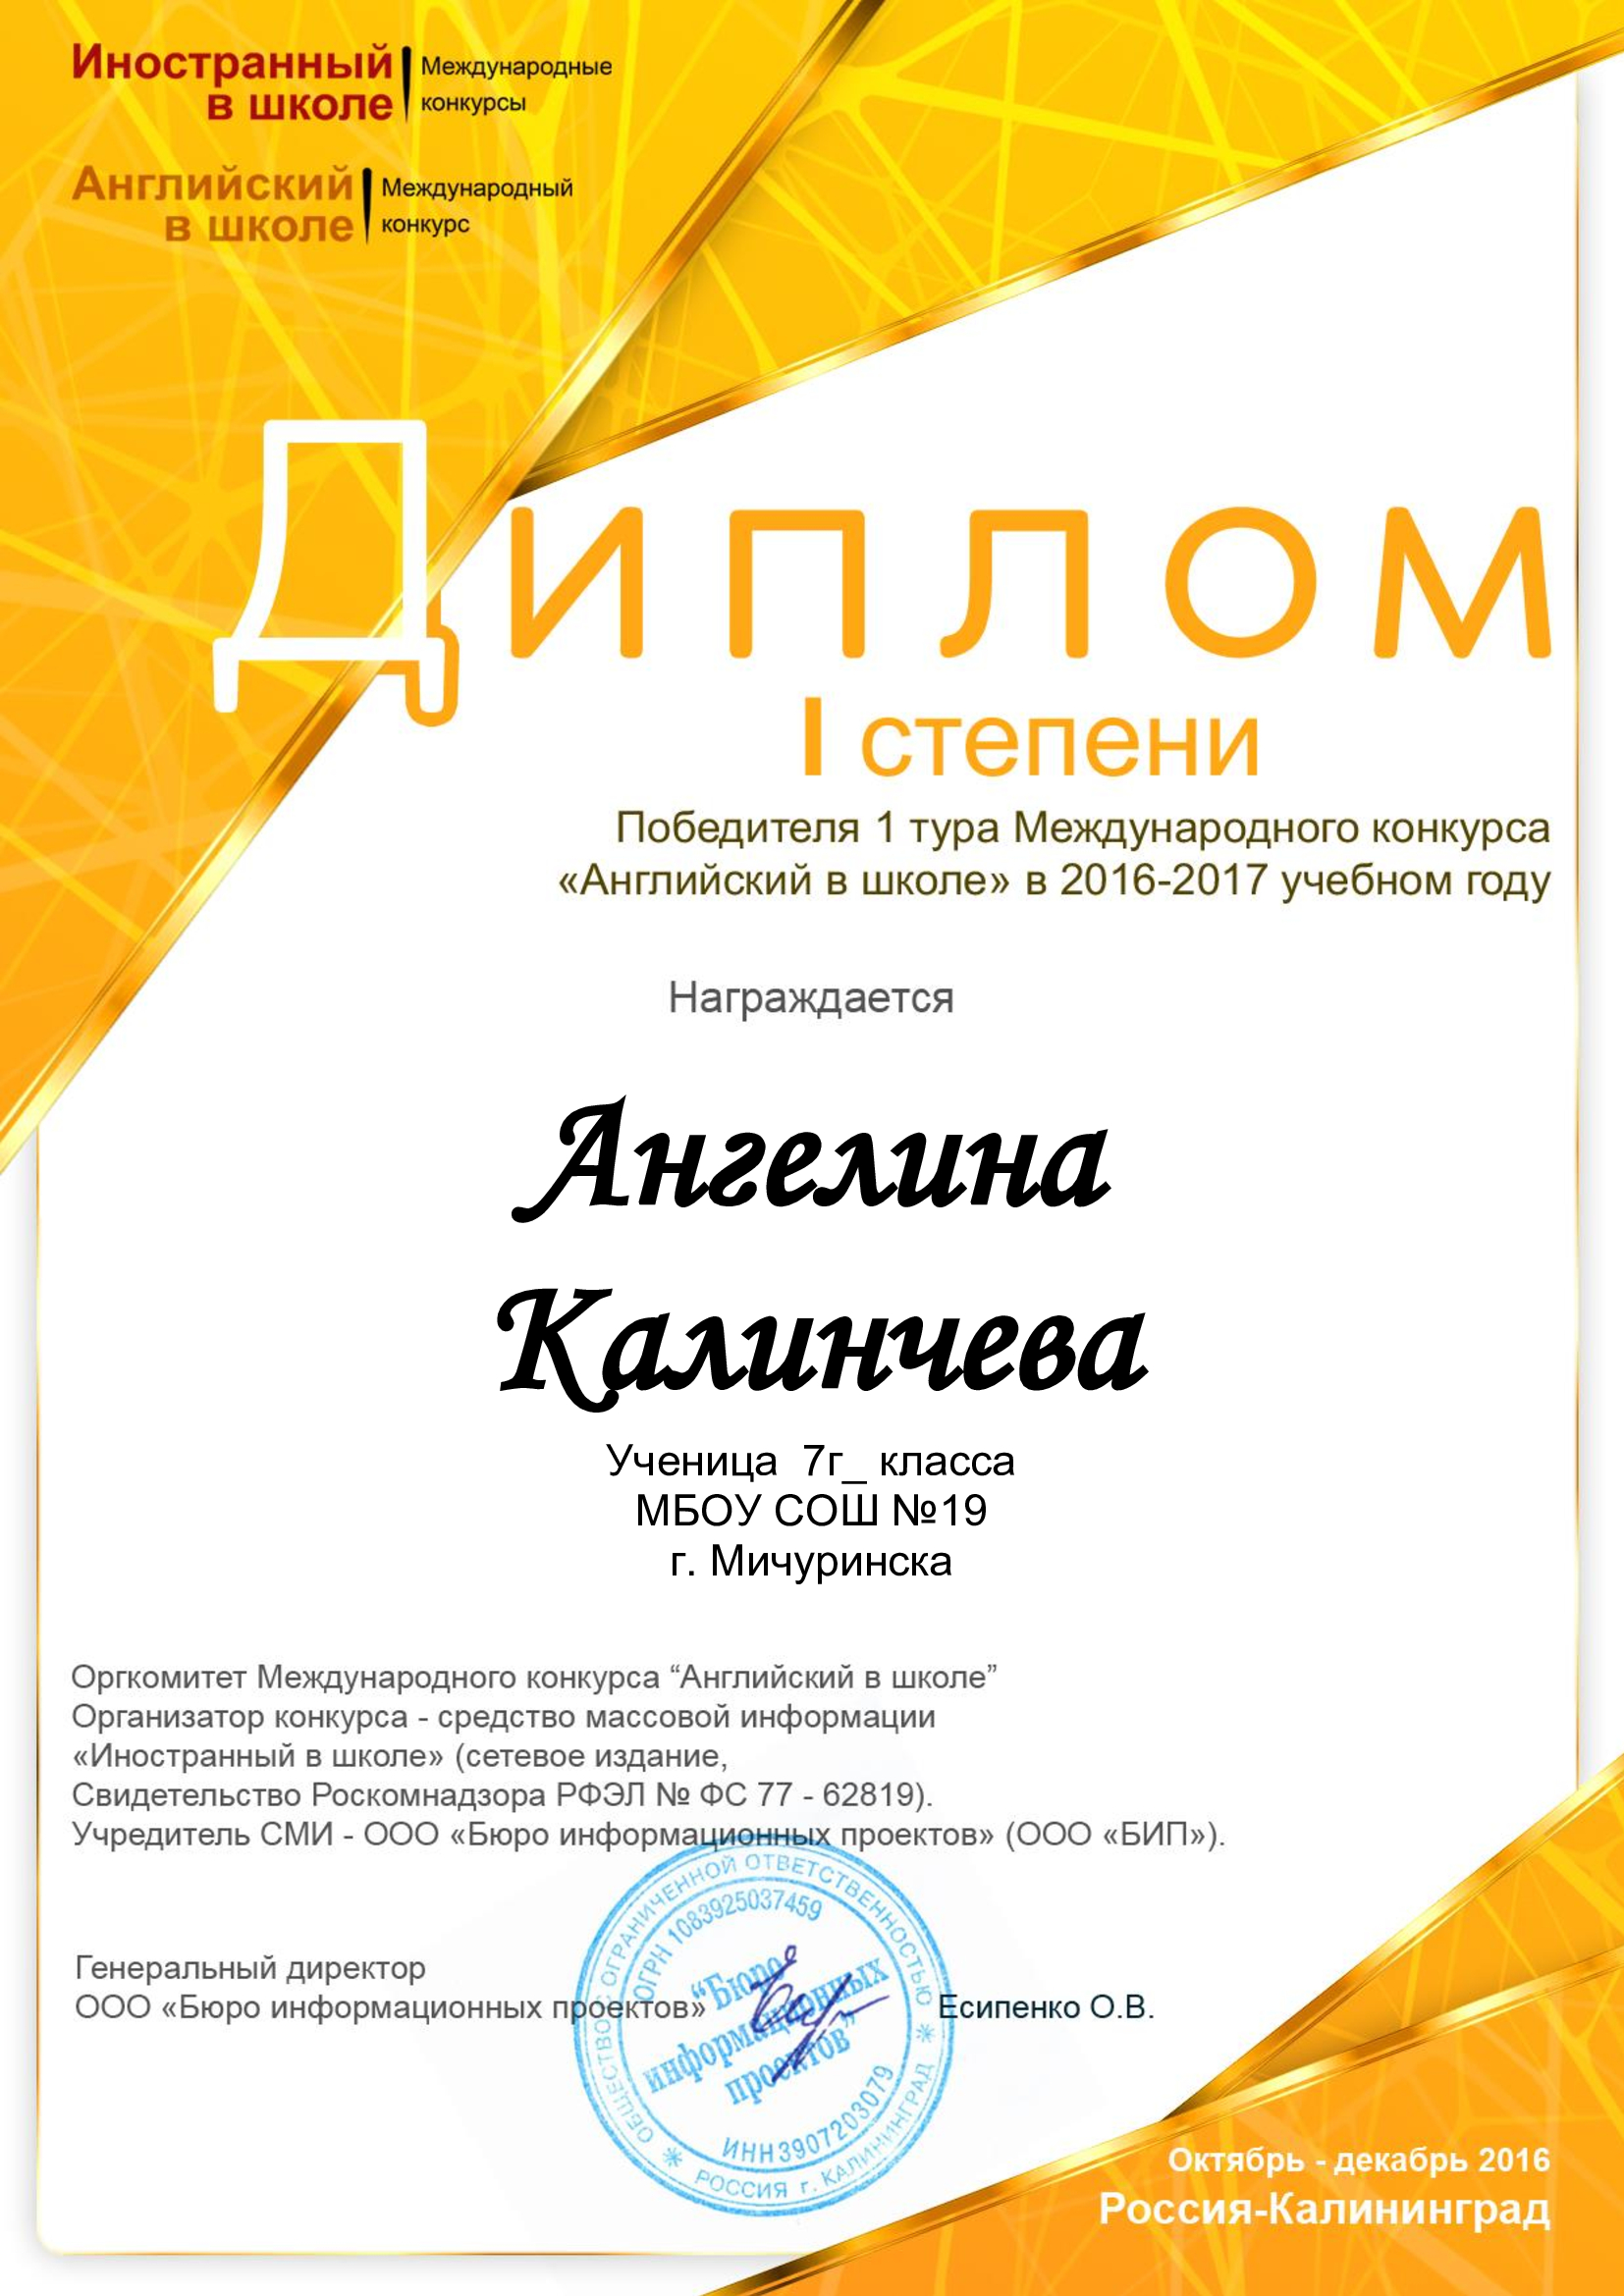 Иностранный
в школе
Международные
конкурсы
Английский
в школе
Международный
конкурс
Диплом
I степени
Победителя 1 тура Международного конкурса
«Английский в школе» в 2016-2017 учебном году
Награждается
Ангелина
Калинчева
Ученица 7г_ класса
МБОУ СОШ №19
г. Мичуринска
Оргкомитет Международного конкурса “Английский в школе”
Организатор конкурса - средство массовой информации
«Иностранный в школе» (сетевое издание,
Свидетельство Роскомнадзора РФЭЛ № ФС 77 - 62819).
Учредитель СМИ - ООО «Бюро информационных проектов» (ООО «БИП»).
Генеральный директор
ООО «Бюро информационных проектов»
Есипенко О.В.
ОБЩЕСТВО С ОГРАНИЧЕННОЙ ОТВЕТСТВЕННОСТЬЮ
ОГРН 1083925037459
“Бюро
информационных
проектов”
ИНН 3907203079
РОССИЯ г. КАЛИНИНГРАД
Октябрь - декабрь 2016
Россия-Калининград